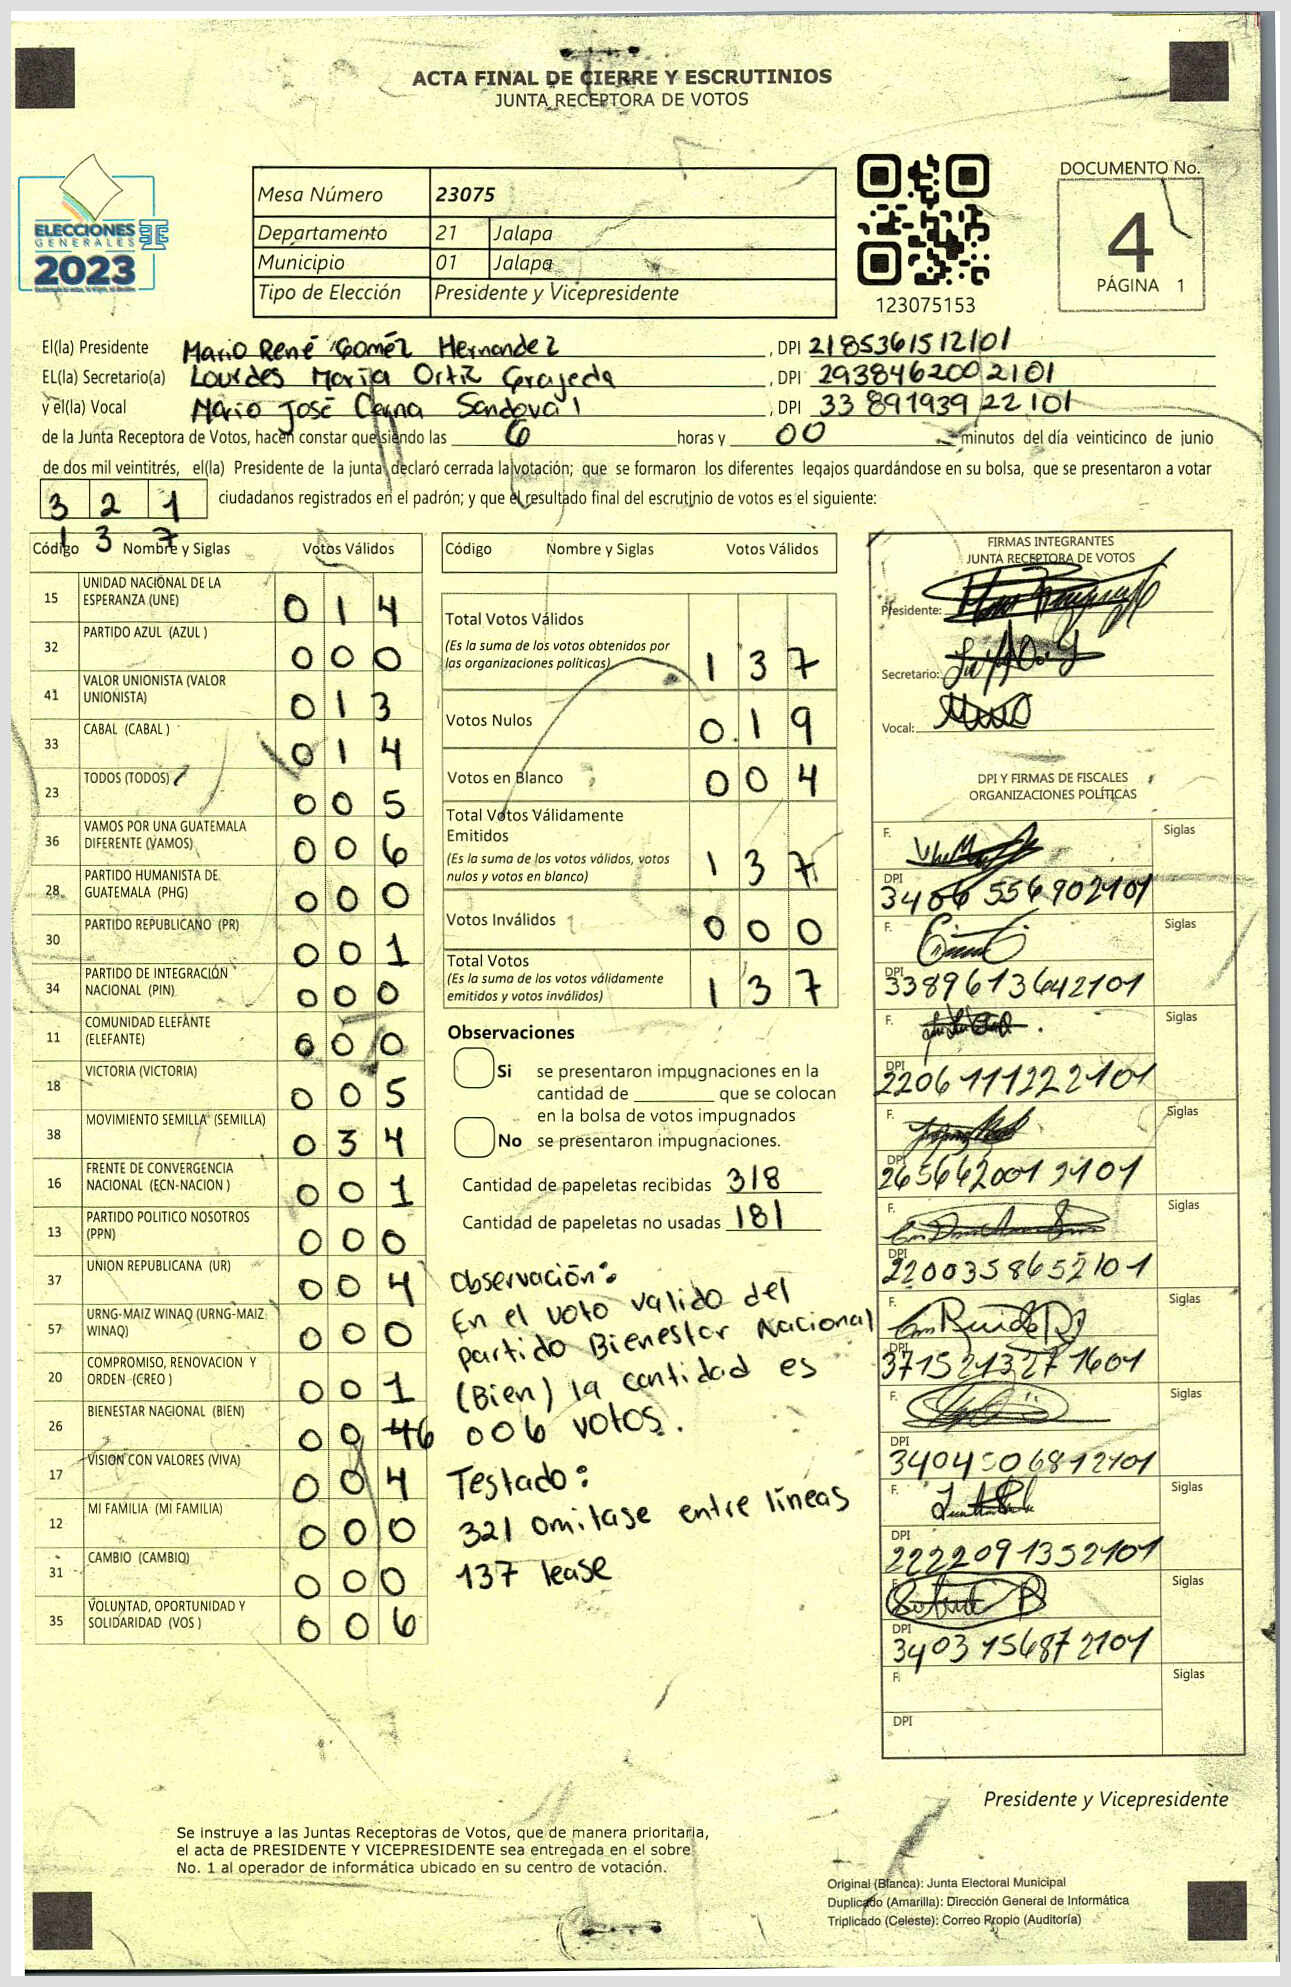 ACTA FINAL DE CIERRE Y ESCRUTINIOS
JUNTA RECEPTORA DE VOTOS
ELECCIONES
GENERALES
2023
Mesa Número 23075
Departamento 21 Jalapa
Municipio 01 Jalapa
Tipo de Elección Presidente y Vicepresidente
123075153
DOCUMENTO No.
4
PÁGINA 1
El(la) Presidente Mario René Goméz Hernandez, DPI 2185361512101
EL(la) Secretario(a) Lourdes María Ortiz Grajeda, DPI 2938462002101
y el(la) Vocal Mario José Cerna Sandoval, DPI 3389193922101
de la Junta Receptora de Votos, hacen constar que siendo las 6 horas y 00 minutos del día veinticinco de junio
de dos mil veintitrés, el(la) Presidente de la junta declaró cerrada la votación; que se formaron los diferentes legajos guardándose en su bolsa, que se presentaron a votar
3 2 1 ciudadanos registrados en el padrón; y que el resultado final del escrutinio de votos es el siguiente:
1 3 7
Código Nombre y Siglas Votos Válidos
15 UNIDAD NACIONAL DE LA ESPERANZA (UNE) 0 1 4
32 PARTIDO AZUL (AZUL ) 0 0 0
41 VALOR UNIONISTA (VALOR UNIONISTA) 0 1 3
33 CABAL (CABAL ) 0 1 4
23 TODOS (TODOS) 0 0 5
36 VAMOS POR UNA GUATEMALA DIFERENTE (VAMOS) 0 0 6
28 PARTIDO HUMANISTA DE GUATEMALA (PHG) 0 0 0
30 PARTIDO REPUBLICANO (PR) 0 0 1
34 PARTIDO DE INTEGRACIÓN NACIONAL (PIN) 0 0 0
11 COMUNIDAD ELEFANTE (ELEFANTE) 0 0 0
18 VICTORIA (VICTORIA) 0 0 5
38 MOVIMIENTO SEMILLA (SEMILLA) 0 3 4
16 FRENTE DE CONVERGENCIA NACIONAL (ECN-NACION ) 0 0 1
13 PARTIDO POLITICO NOSOTROS (PPN) 0 0 0
37 UNION REPUBLICANA (UR) 0 0 4
57 URNG-MAIZ WINAQ (URNG-MAIZ WINAQ) 0 0 0
20 COMPROMISO, RENOVACION Y ORDEN (CREO ) 0 0 1
26 BIENESTAR NACIONAL (BIEN) 0 0 46
17 VISION CON VALORES (VIVA) 0 0 4
12 MI FAMILIA (MI FAMILIA) 0 0 0
31 CAMBIO (CAMBIO) 0 0 0
35 VOLUNTAD, OPORTUNIDAD Y SOLIDARIDAD (VOS ) 0 0 6
Código Nombre y Siglas Votos Válidos
Total Votos Válidos
(Es la suma de los votos obtenidos por
las organizaciones políticas) 1 3 7
Votos Nulos 0 1 9
Votos en Blanco 0 0 4
Total Votos Válidamente
Emitidos
(Es la suma de los votos válidos, votos
nulos y votos en blanco) 1 3 7
Votos Inválidos 0 0 0
Total Votos
(Es la suma de los votos válidamente
emitidos y votos inválidos) 1 3 7
Observaciones
Si se presentaron impugnaciones en la
cantidad de ________ que se colocan
en la bolsa de votos impugnados
No se presentaron impugnaciones.
Cantidad de papeletas recibidas 318
Cantidad de papeletas no usadas 181
Observación:
En el voto valido del
partido Bienestar Nacional
(Bien) la cantidad es
006 votos.
Testado:
321 Omitase entre líneas
137 lease
FIRMAS INTEGRANTES
JUNTA RECEPTORA DE VOTOS
Presidente:
Secretario:
Vocal:
DPI Y FIRMAS DE FISCALES
ORGANIZACIONES POLÍTICAS
F. Siglas
DPI 3406556902101
F. Siglas
DPI 3389613642101
F. Siglas
DPI 2206111222101
F. Siglas
DPI 2656620012101
F. Siglas
DPI 2200358652101
F. Siglas
DPI 3715213271601
F. Siglas
DPI 3404506812101
F. Siglas
DPI 2222091352101
F. Siglas
DPI 3403156872101
F. Siglas
DPI
Presidente y Vicepresidente
Se instruye a las Juntas Receptoras de Votos, que de manera prioritaria,
el acta de PRESIDENTE Y VICEPRESIDENTE sea entregada en el sobre
No. 1 al operador de informática ubicado en su centro de votación.
Original (Blanca): Junta Electoral Municipal
Duplicado (Amarilla): Dirección General de Informática
Triplicado (Celeste): Correo Propio (Auditoría)